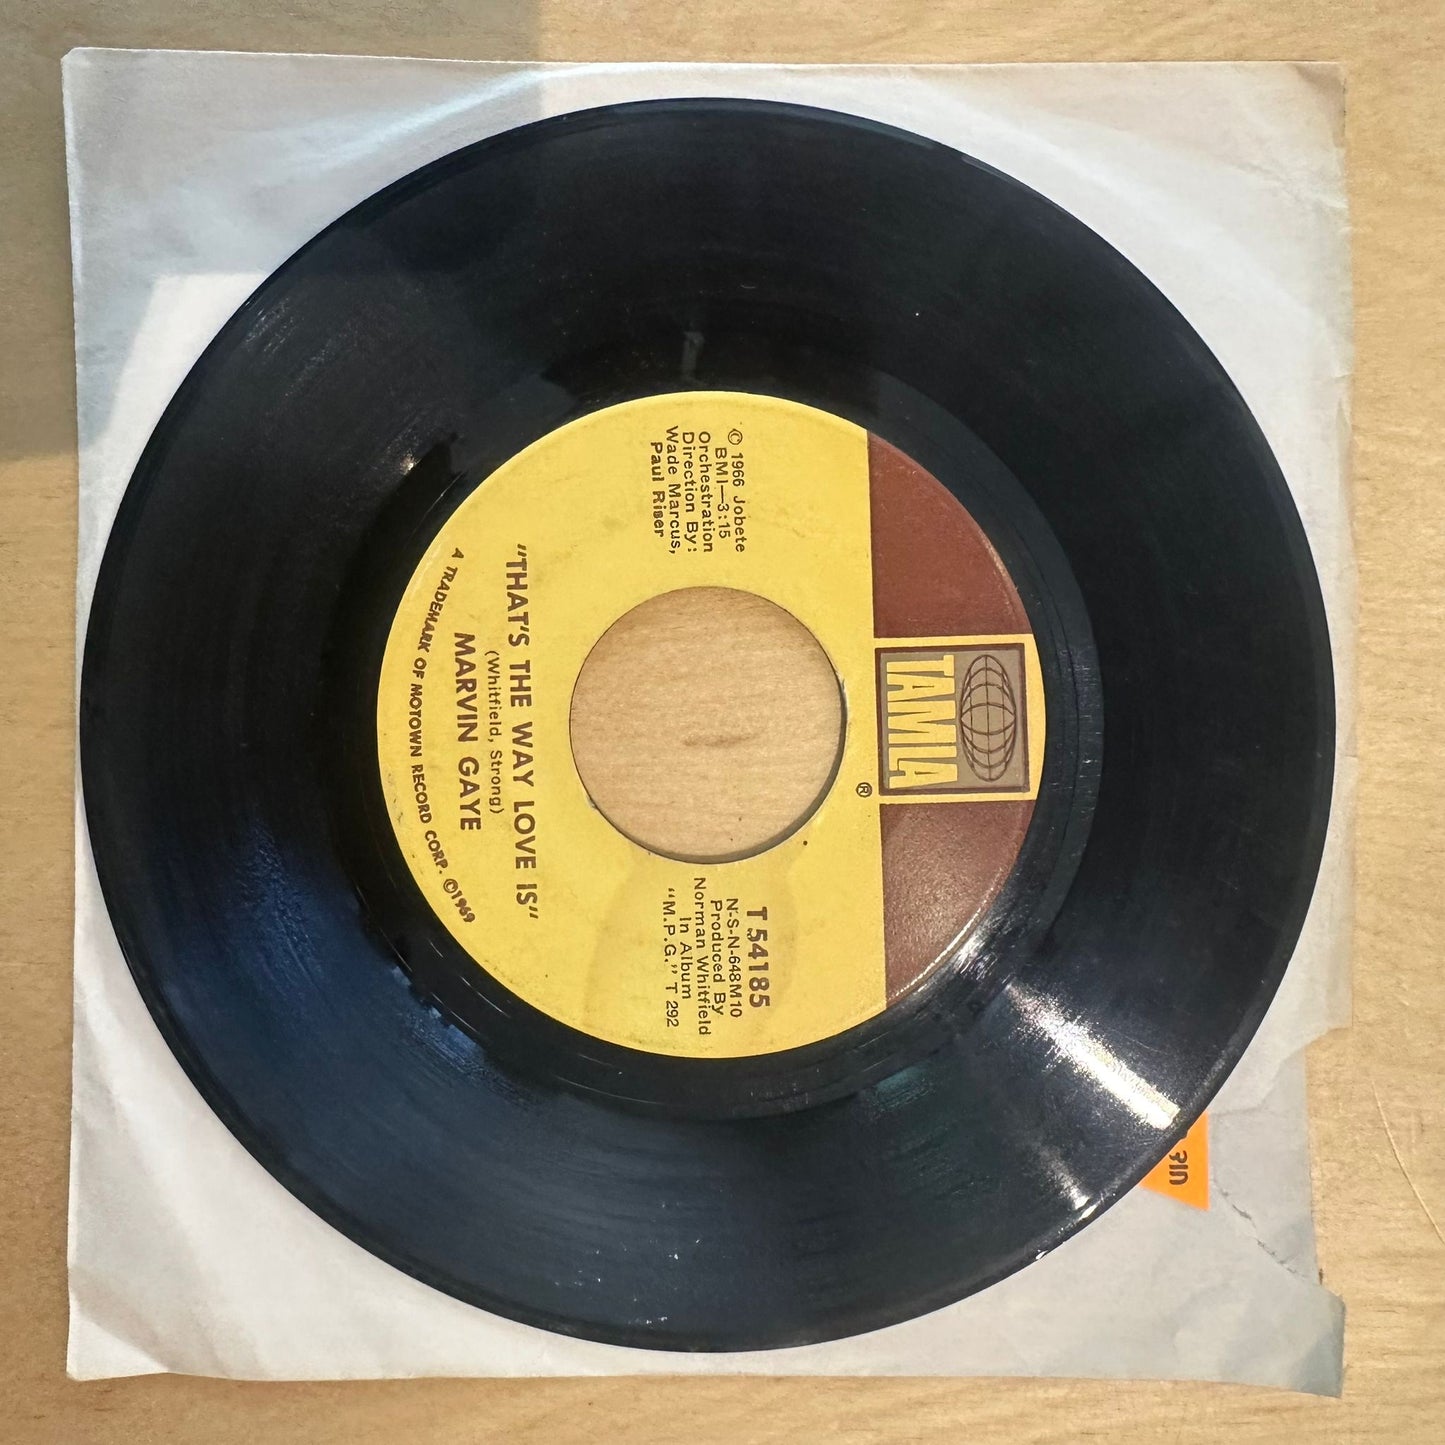 TAMLA
®
© 1966 Jobete
BMI—3:15
Orchestration
Direction By:
Wade Marcus,
Paul Riser
T 54185
N-S-N-648M10
Produced By
Norman Whitfield
In Album
"M.P.G." T 292
"THAT'S THE WAY LOVE IS"
(Whitfield, Strong)
MARVIN GAYE
A TRADEMARK OF MOTOWN RECORD CORP. ©1969